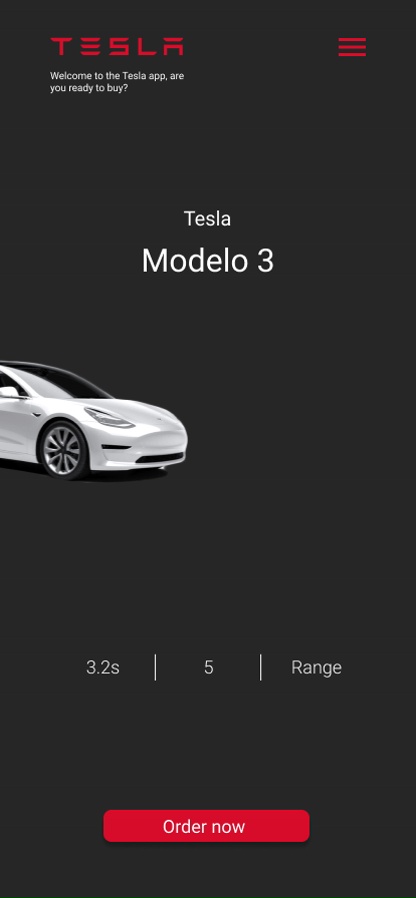 TESLA
Welcome to the Tesla app, are
you ready to buy?
Tesla
Modelo 3
3.2s 5 Range
Order now